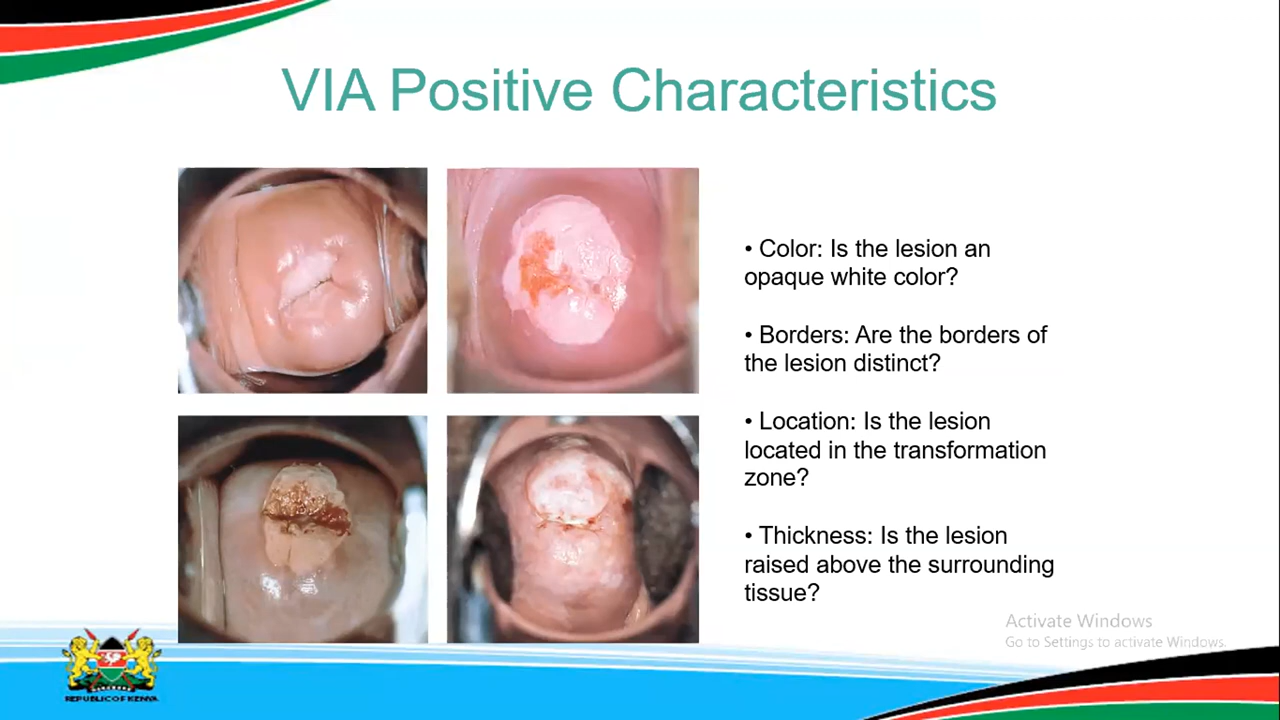 VIA Positive Characteristics
• Color: Is the lesion an
opaque white color?
• Borders: Are the borders of
the lesion distinct?
• Location: Is the lesion
located in the transformation
zone?
• Thickness: Is the lesion
raised above the surrounding
tissue?
Activate Windows
Go to Settings to activate Windows.
REPUBLIC OF KENYA